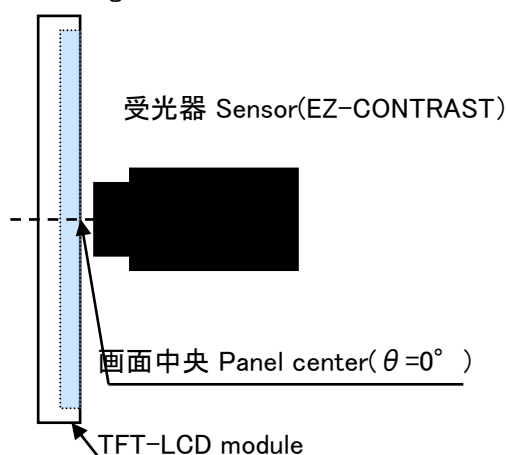 受光器 Sensor(EZ-CONTRAST)
画面中央 Panel center(θ=0°)
TFT-LCD module